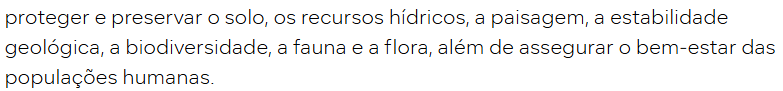 proteger e preservar o solo, os recursos hídricos, a paisagem, a estabilidade
geológica, a biodiversidade, a fauna e a flora, além de assegurar o bem-estar das
populações humanas.